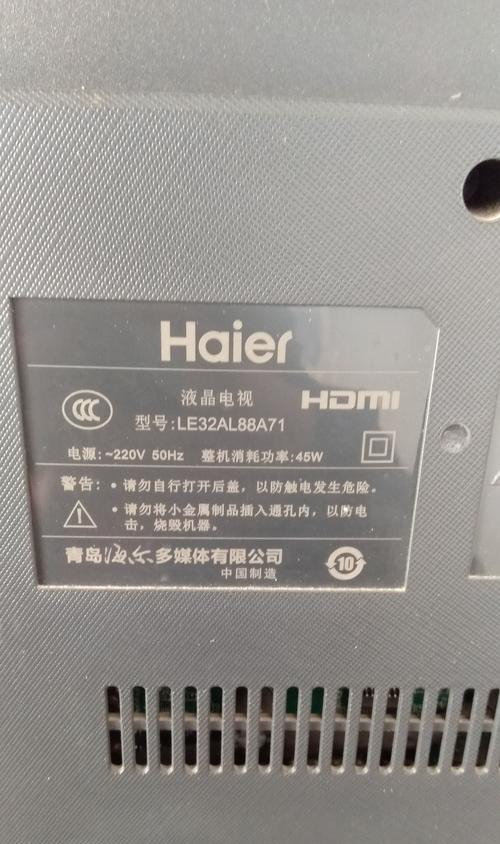 Haier
液晶电视
HDMI
型号:LE32AL88A71
电源:~220V 50Hz 整机消耗功率:45W
警告:·请勿自行打开后盖,以防触电发生危险。
·请勿将小金属制品插入通孔内,以防电
击,烧毁机器。
青岛海尔多媒体有限公司
中国制造
10